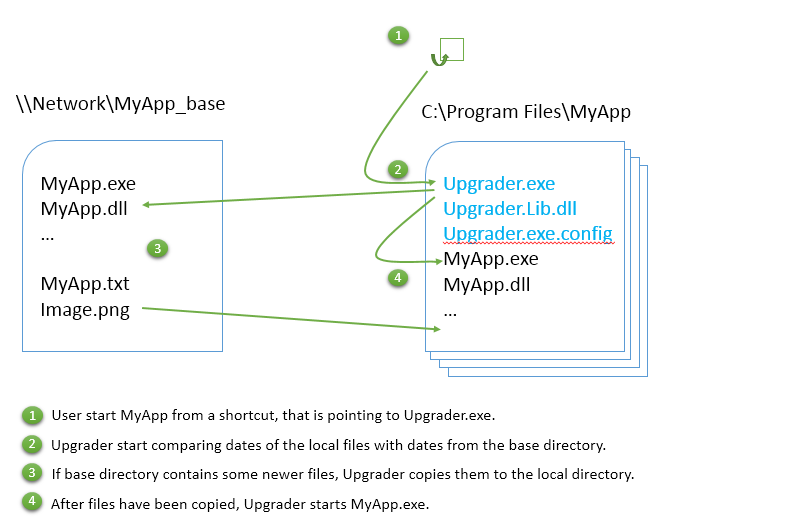 1
\\Network\MyApp_base
C:\Program Files\MyApp
MyApp.exe
MyApp.dll
...
3
MyApp.txt
Image.png
2
Upgrader.exe
Upgrader.Lib.dll
Upgrader.exe.config
MyApp.exe
4
MyApp.dll
...
1 User start MyApp from a shortcut, that is pointing to Upgrader.exe.
2 Upgrader start comparing dates of the local files with dates from the base directory.
3 If base directory contains some newer files, Upgrader copies them to the local directory.
4 After files have been copied, Upgrader starts MyApp.exe.